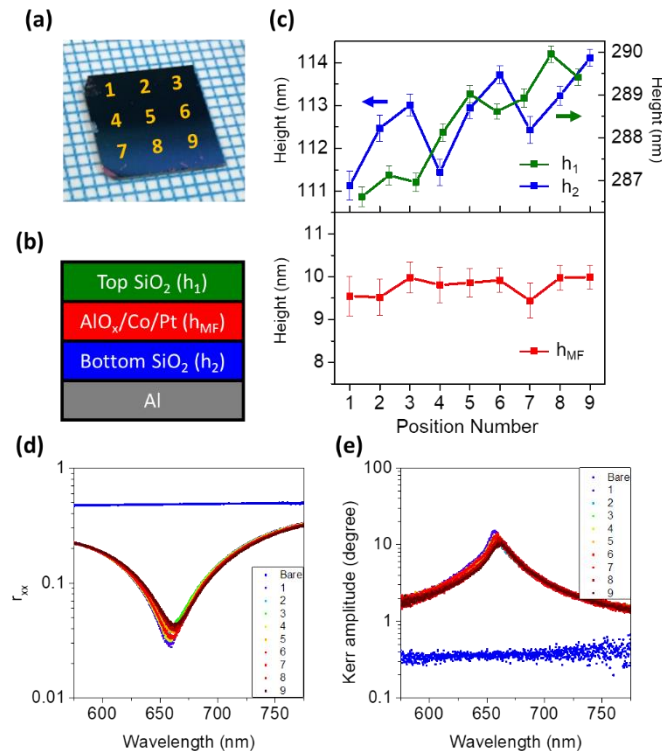 (a)
1 2 3
4 5 6
7 8 9
(b)
Top SiO₂ (h₁)
AlOₓ/Co/Pt (h_MF)
Bottom SiO₂ (h₂)
Al
(c)
114
113
112
111
Height (nm)
290
289
288
287
286
Height (nm)
h₁
h₂
11
10
9
8
Height (nm)
h_MF
1 2 3 4 5 6 7 8 9
Position Number
(d)
1
0.1
0.01
r_xx
Bare
1
2
3
4
5
6
7
8
9
600 650 700 750
Wavelength (nm)
(e)
100
10
1
0.1
Kerr amplitude (degree)
Bare
1
2
3
4
5
6
7
8
9
600 650 700 750
Wavelength (nm)